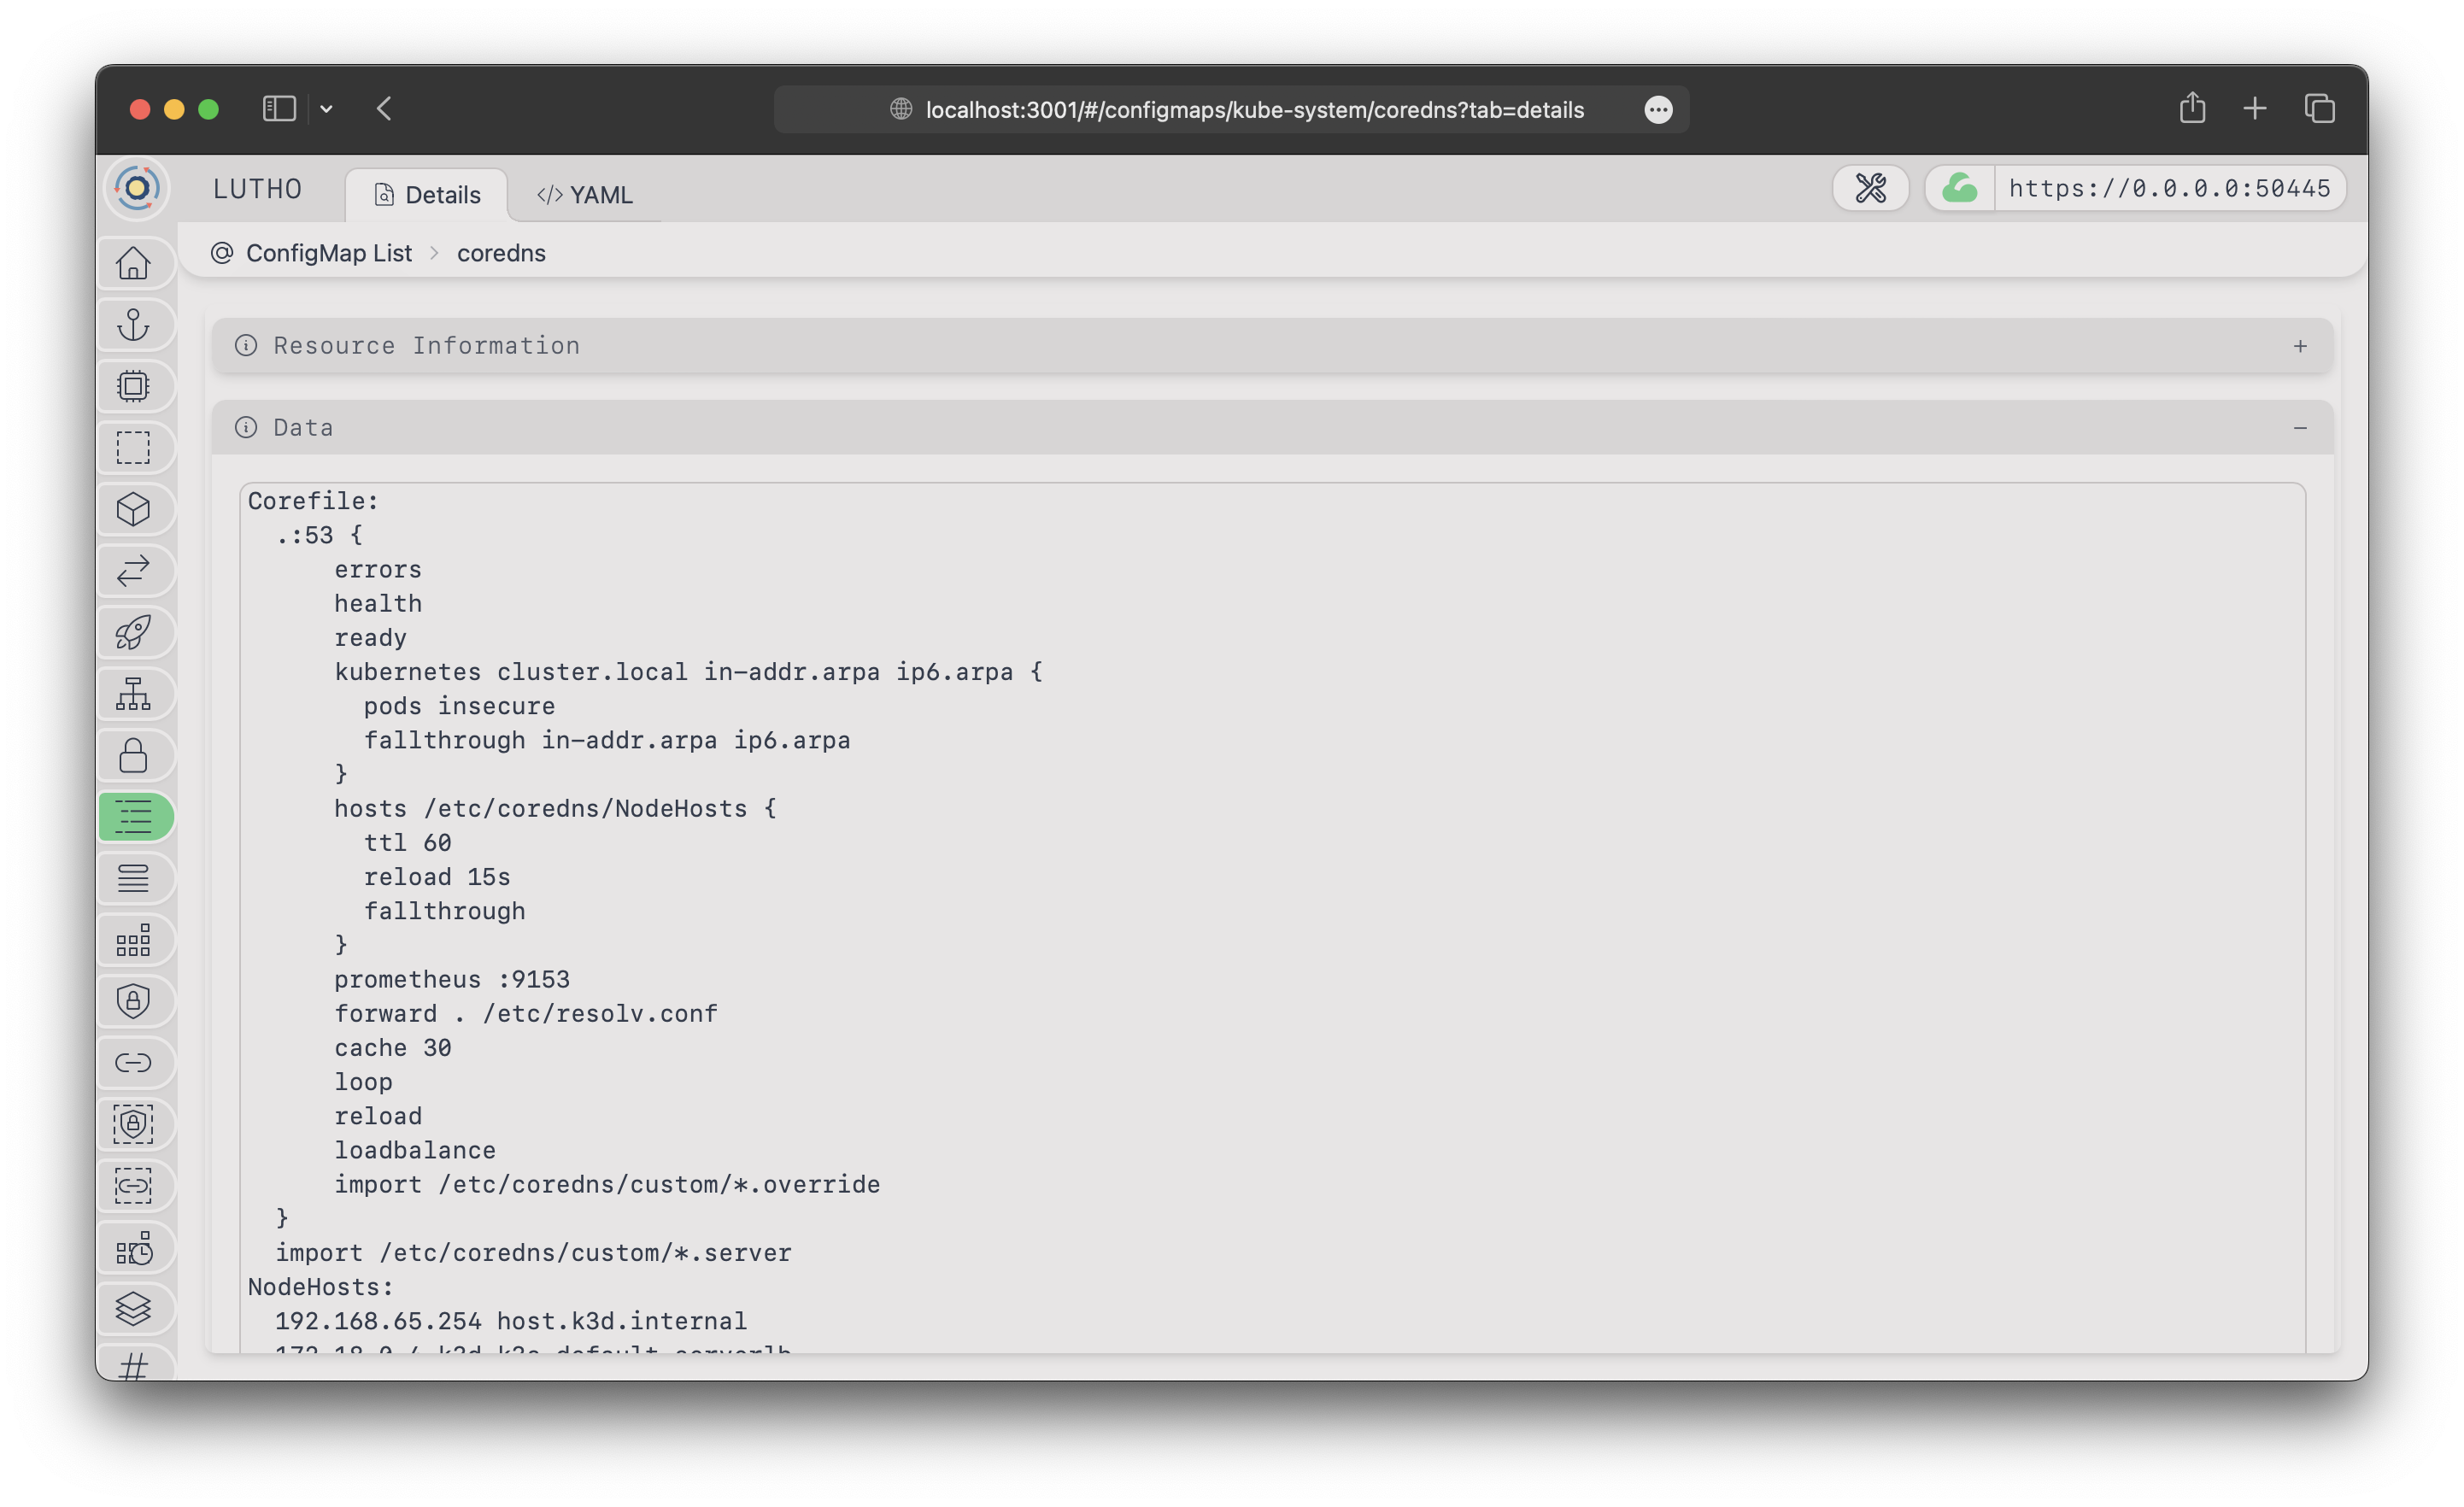 localhost:3001/#/configmaps/kube-system/coredns?tab=details
LUTHO
Details
</> YAML
https://0.0.0.0:50445
ConfigMap List > coredns
Resource Information
Data
Corefile:
  .:53 {
      errors
      health
      ready
      kubernetes cluster.local in-addr.arpa ip6.arpa {
        pods insecure
        fallthrough in-addr.arpa ip6.arpa
      }
      hosts /etc/coredns/NodeHosts {
        ttl 60
        reload 15s
        fallthrough
      }
      prometheus :9153
      forward . /etc/resolv.conf
      cache 30
      loop
      reload
      loadbalance
      import /etc/coredns/custom/*.override
  }
  import /etc/coredns/custom/*.server
NodeHosts:
  192.168.65.254 host.k3d.internal